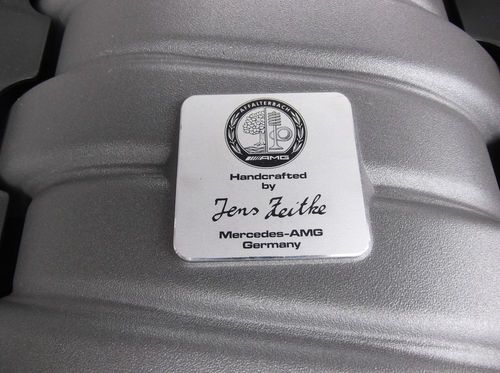 AFFALTERBACH
AMG
Handcrafted
by
Jens Zeitke
Mercedes-AMG
Germany